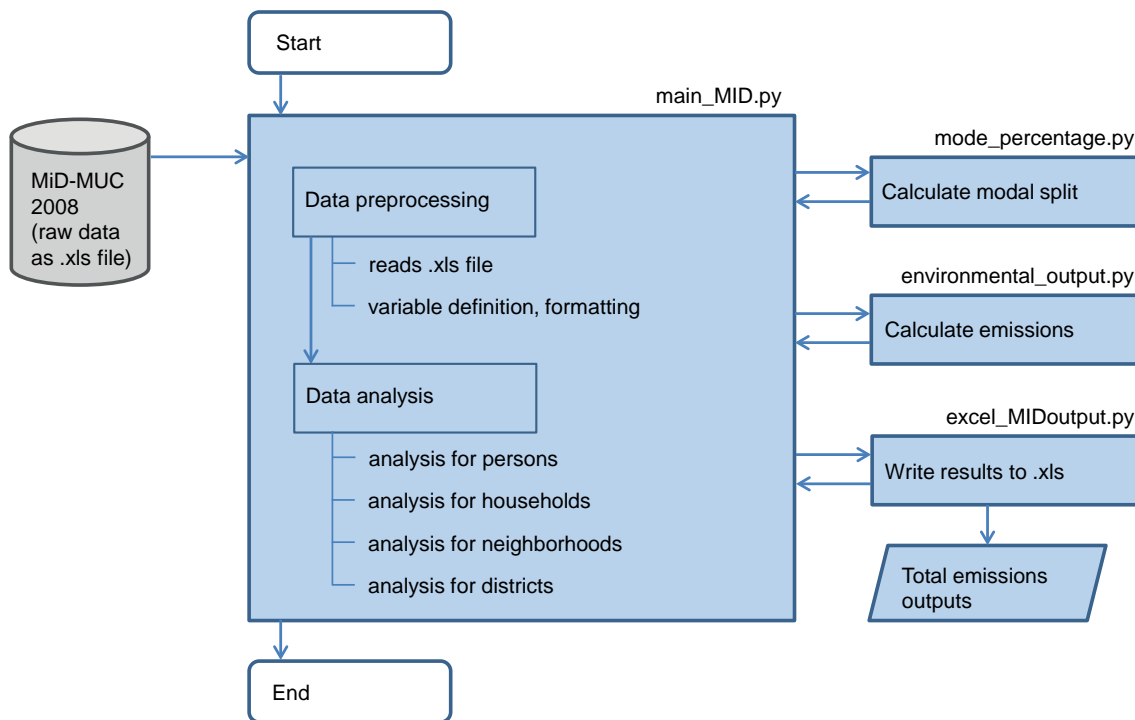 Start
main_MID.py
MiD-MUC
2008
(raw data
as .xls file)
Data preprocessing
reads .xls file
variable definition, formatting
Data analysis
analysis for persons
analysis for households
analysis for neighborhoods
analysis for districts
mode_percentage.py
Calculate modal split
environmental_output.py
Calculate emissions
excel_MIDoutput.py
Write results to .xls
Total emissions
outputs
End